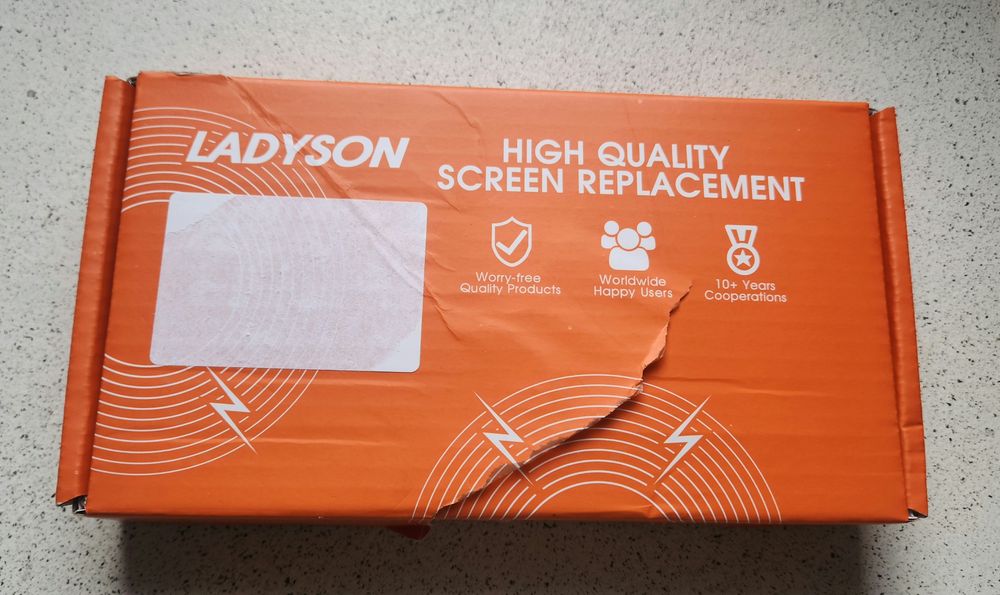 LADYSON
HIGH QUALITY
SCREEN REPLACEMENT
Worry-free
Quality Products
Worldwide
Happy Users
10+ Years
Cooperations